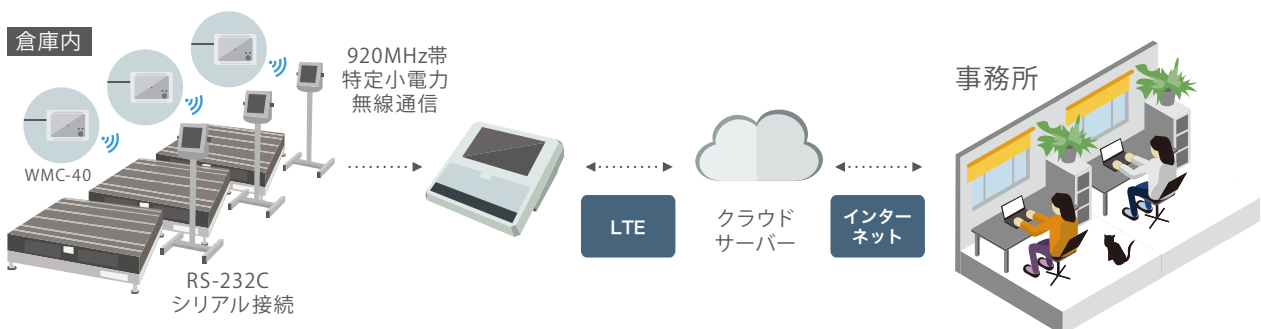 倉庫内
WMC-40
RS-232C
シリアル接続
920MHz帯
特定小電力
無線通信
LTE
クラウド
サーバー
インター
ネット
事務所